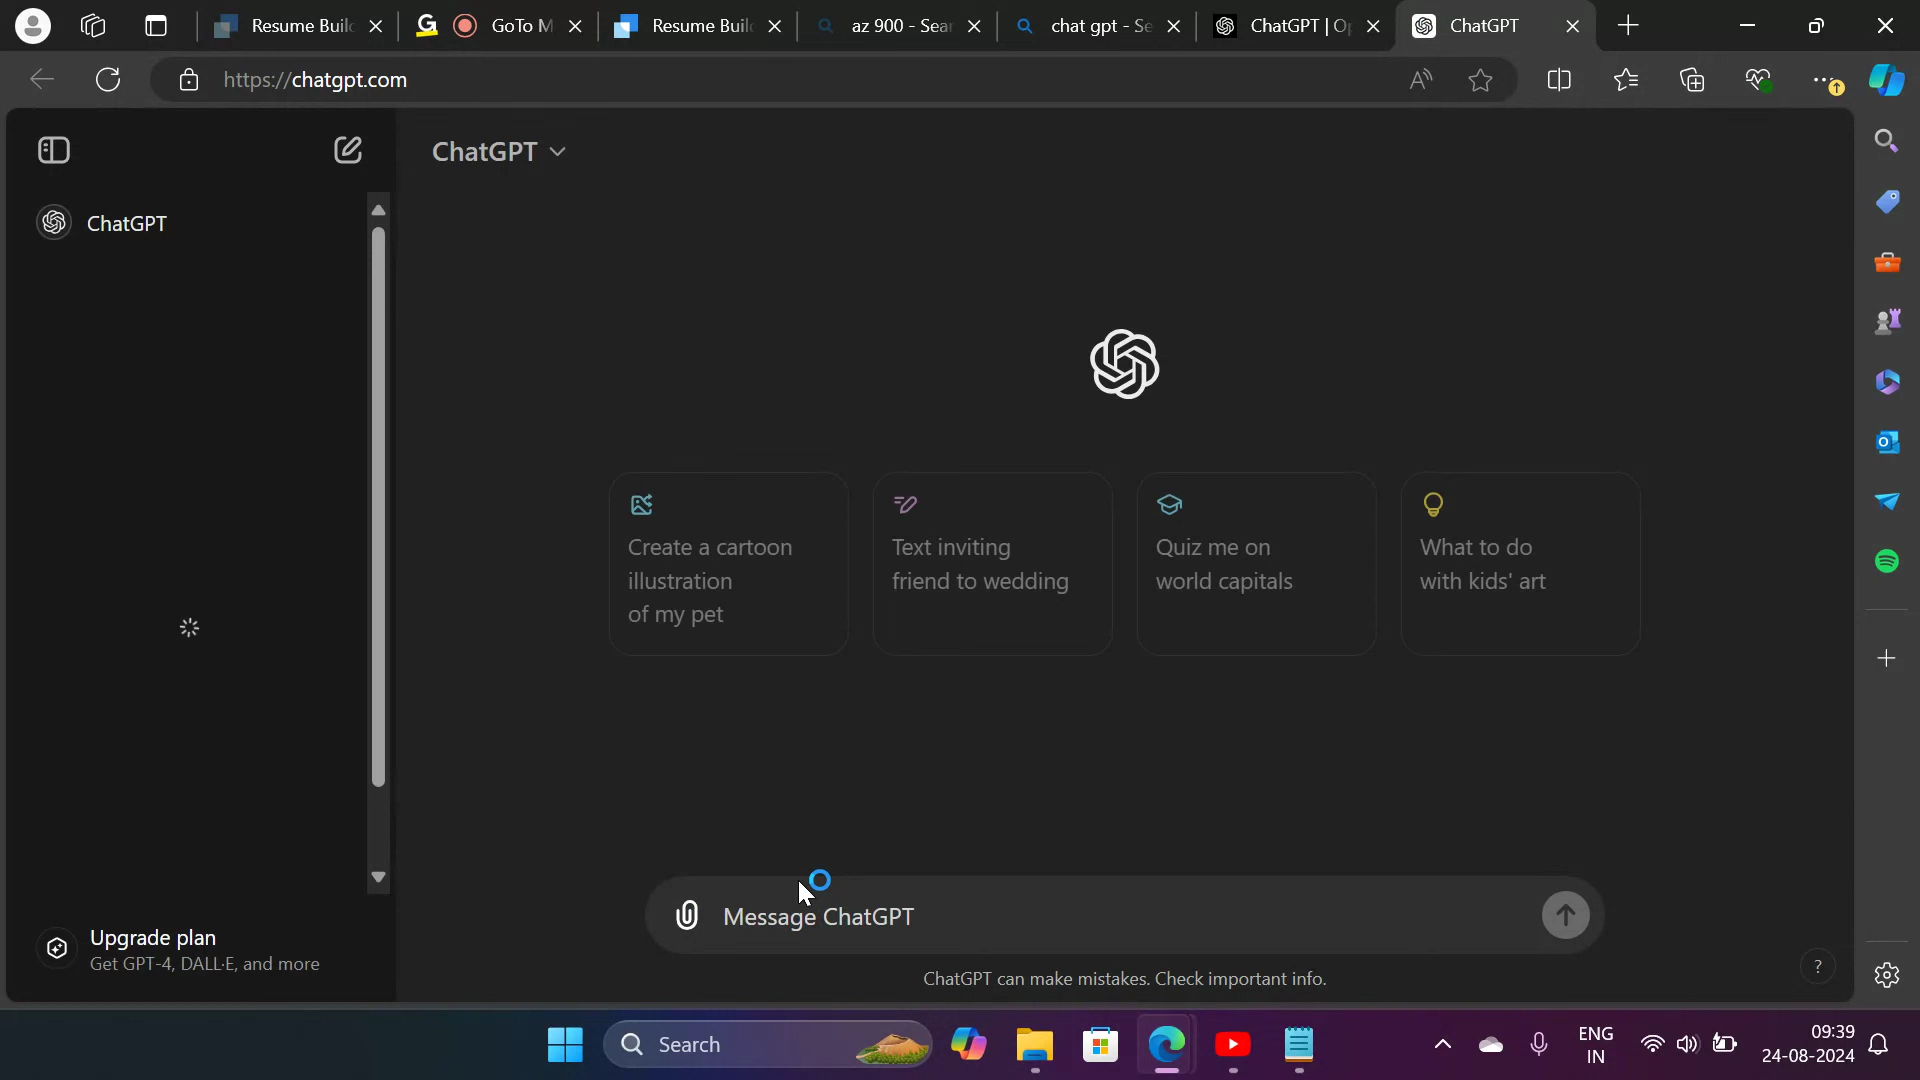 Resume Buil
GoTo M
Resume Buil
az 900 - Sear
chat gpt - Se
ChatGPT | Op
ChatGPT
https://chatgpt.com
ChatGPT
ChatGPT
Create a cartoon
illustration
of my pet
Text inviting
friend to wedding
Quiz me on
world capitals
What to do
with kids' art
Upgrade plan
Get GPT-4, DALL·E, and more
Message ChatGPT
ChatGPT can make mistakes. Check important info.
?
Search
ENG
IN
09:39
24-08-2024